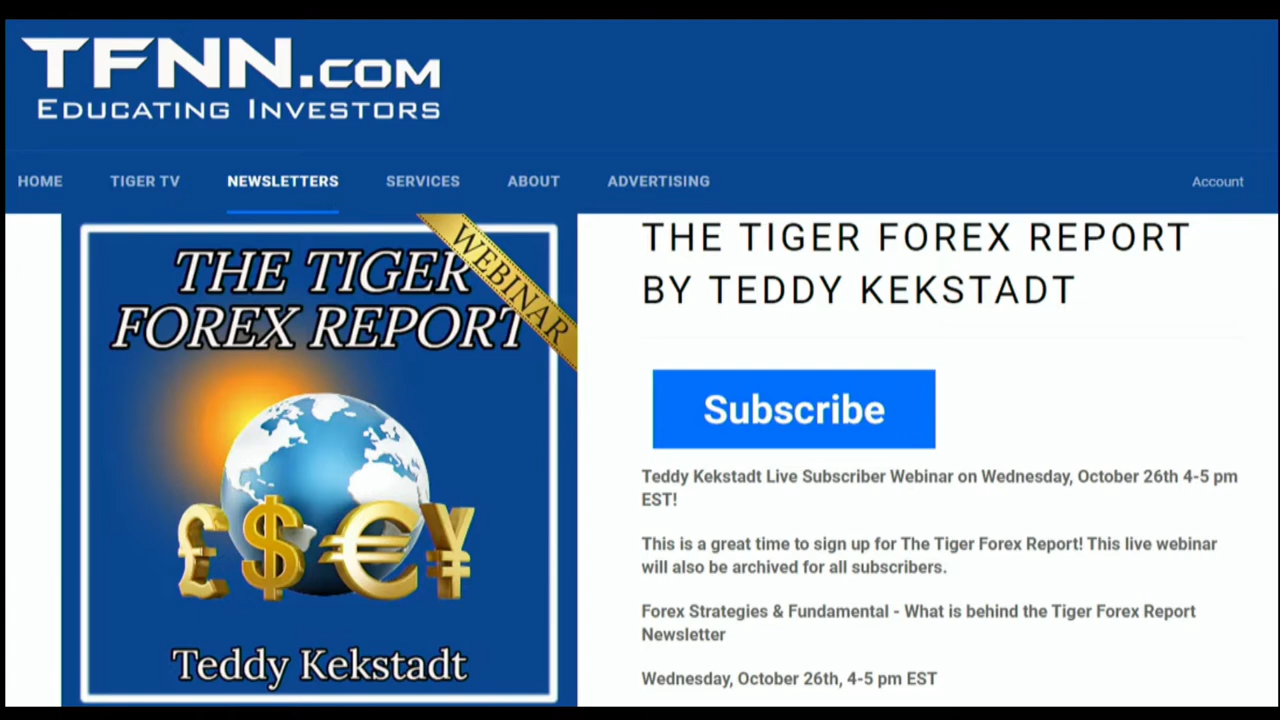 TFNN.COM
EDUCATING INVESTORS
HOME
TIGER TV
NEWSLETTERS
SERVICES
ABOUT
ADVERTISING
Account
THE TIGER
FOREX REPORT
WEBINAR
£$€¥
Teddy Kekstadt
THE TIGER FOREX REPORT
BY TEDDY KEKSTADT
Subscribe
Teddy Kekstadt Live Subscriber Webinar on Wednesday, October 26th 4-5 pm
EST!
This is a great time to sign up for The Tiger Forex Report! This live webinar
will also be archived for all subscribers.
Forex Strategies & Fundamental - What is behind the Tiger Forex Report
Newsletter
Wednesday, October 26th, 4-5 pm EST